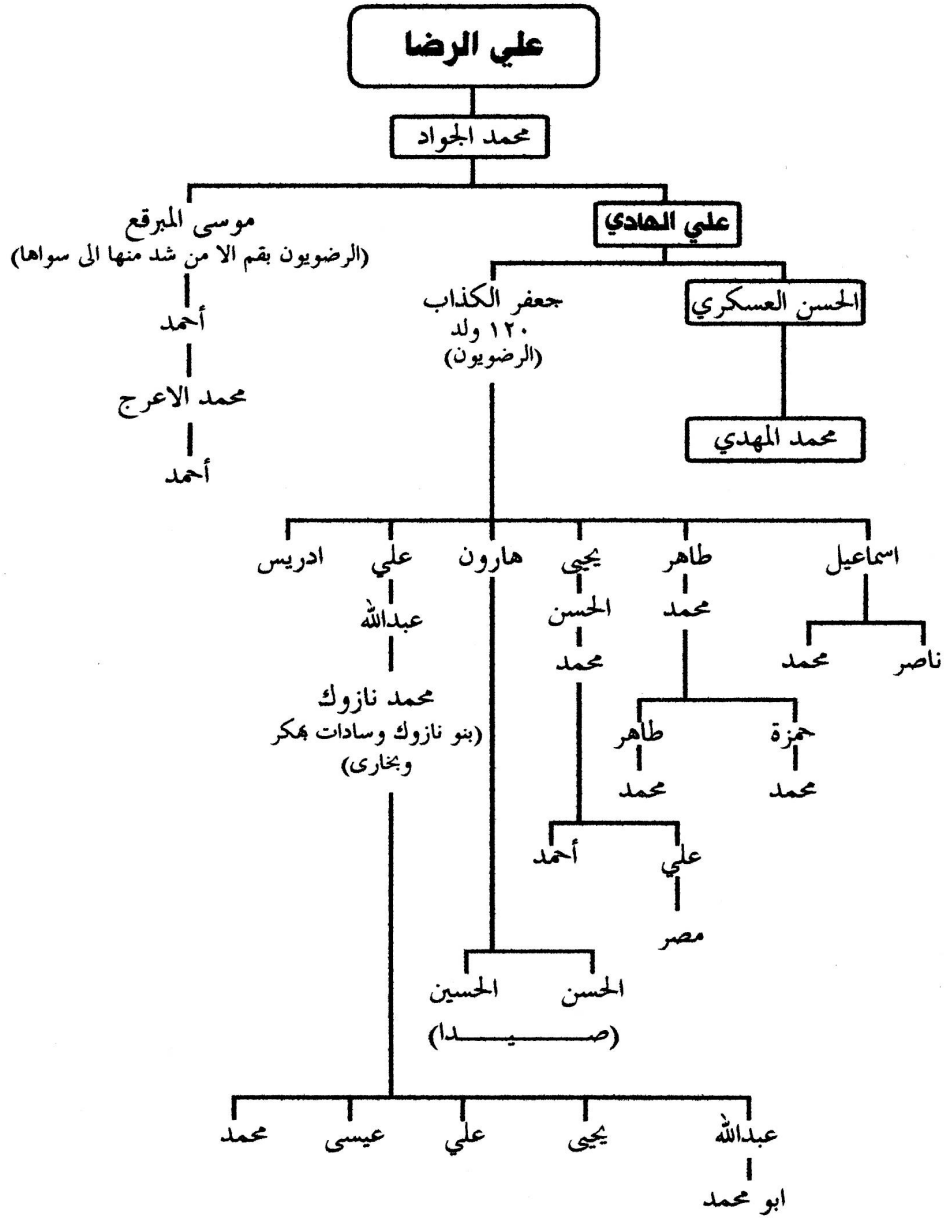 علي الرضا
محمد الجواد
علي الهادي
موسى المبرقع
(الرضويون بقم الا من شد منها الى سواها)
الحسن العسكري
جعفر الكذاب
١٢٠ ولد
(الرضويون)
أحمد
محمد الاعرج
محمد المهدي
أحمد
اسماعيل
طاهر
يحيى
هارون
علي
ادريس
محمد
الحسن
عبدالله
ناصر
محمد
محمد
محمد نازوك
(بنو نازوك وسادات بهكر
وبخارى)
حمزة
طاهر
محمد
محمد
علي
أحمد
مصر
الحسن
الحسين
(صيدا)
عبدالله
يحيى
علي
عيسى
محمد
ابو محمد